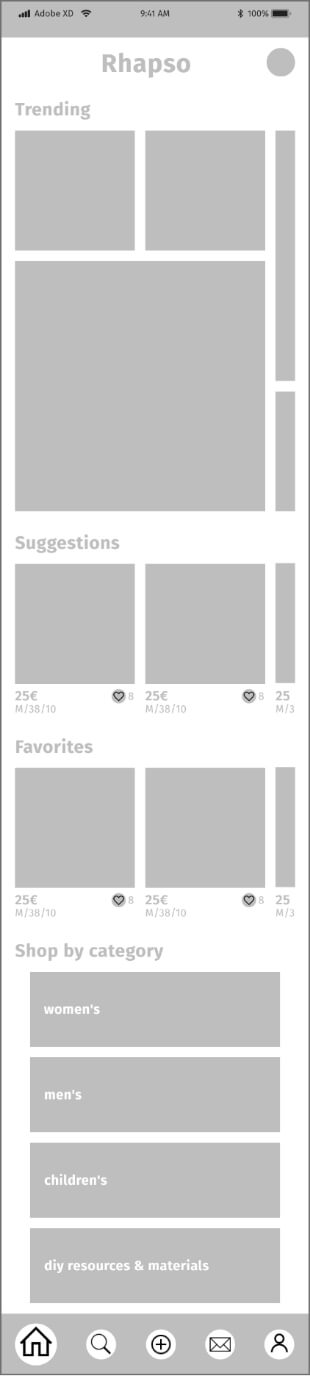 Adobe XD 9:41 AM 100%
Rhapso
Trending
Suggestions
25€ 8 25€ 8 25
M/38/10 M/38/10 M/3
Favorites
25€ 8 25€ 8 25
M/38/10 M/38/10 M/3
Shop by category
women's
men's
children's
diy resources & materials